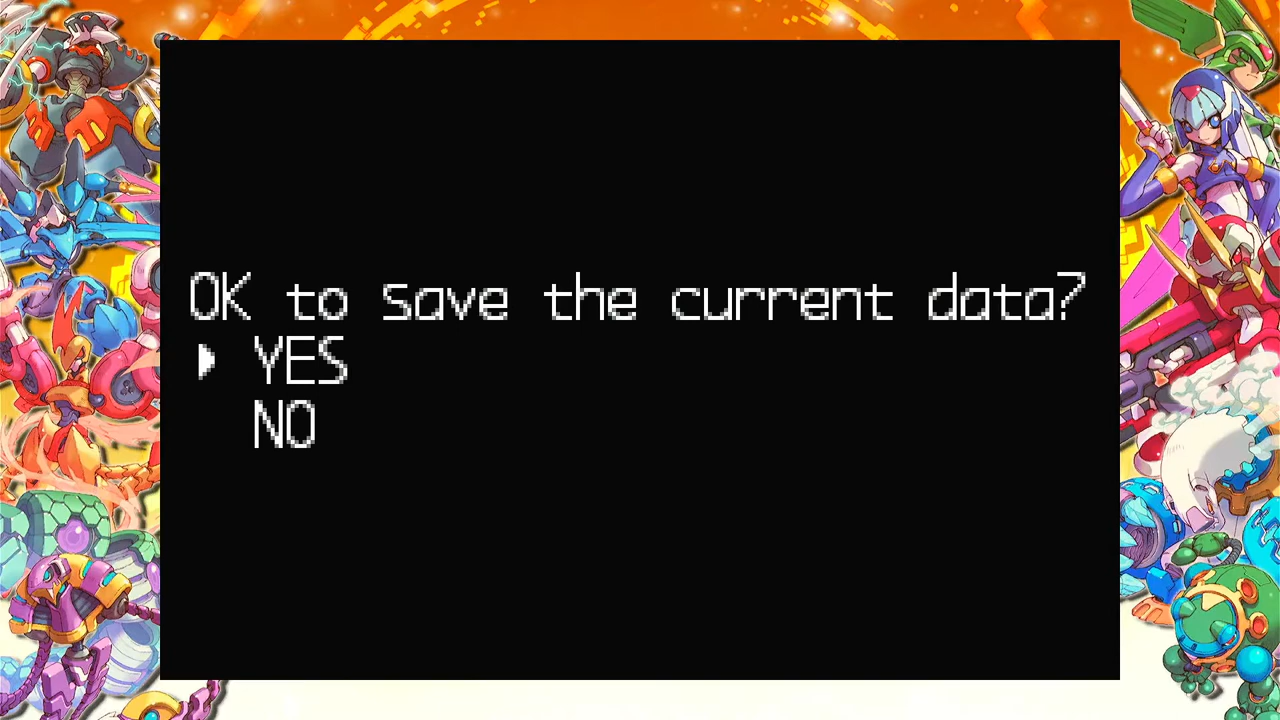 OK to save the current data?
YES
NO